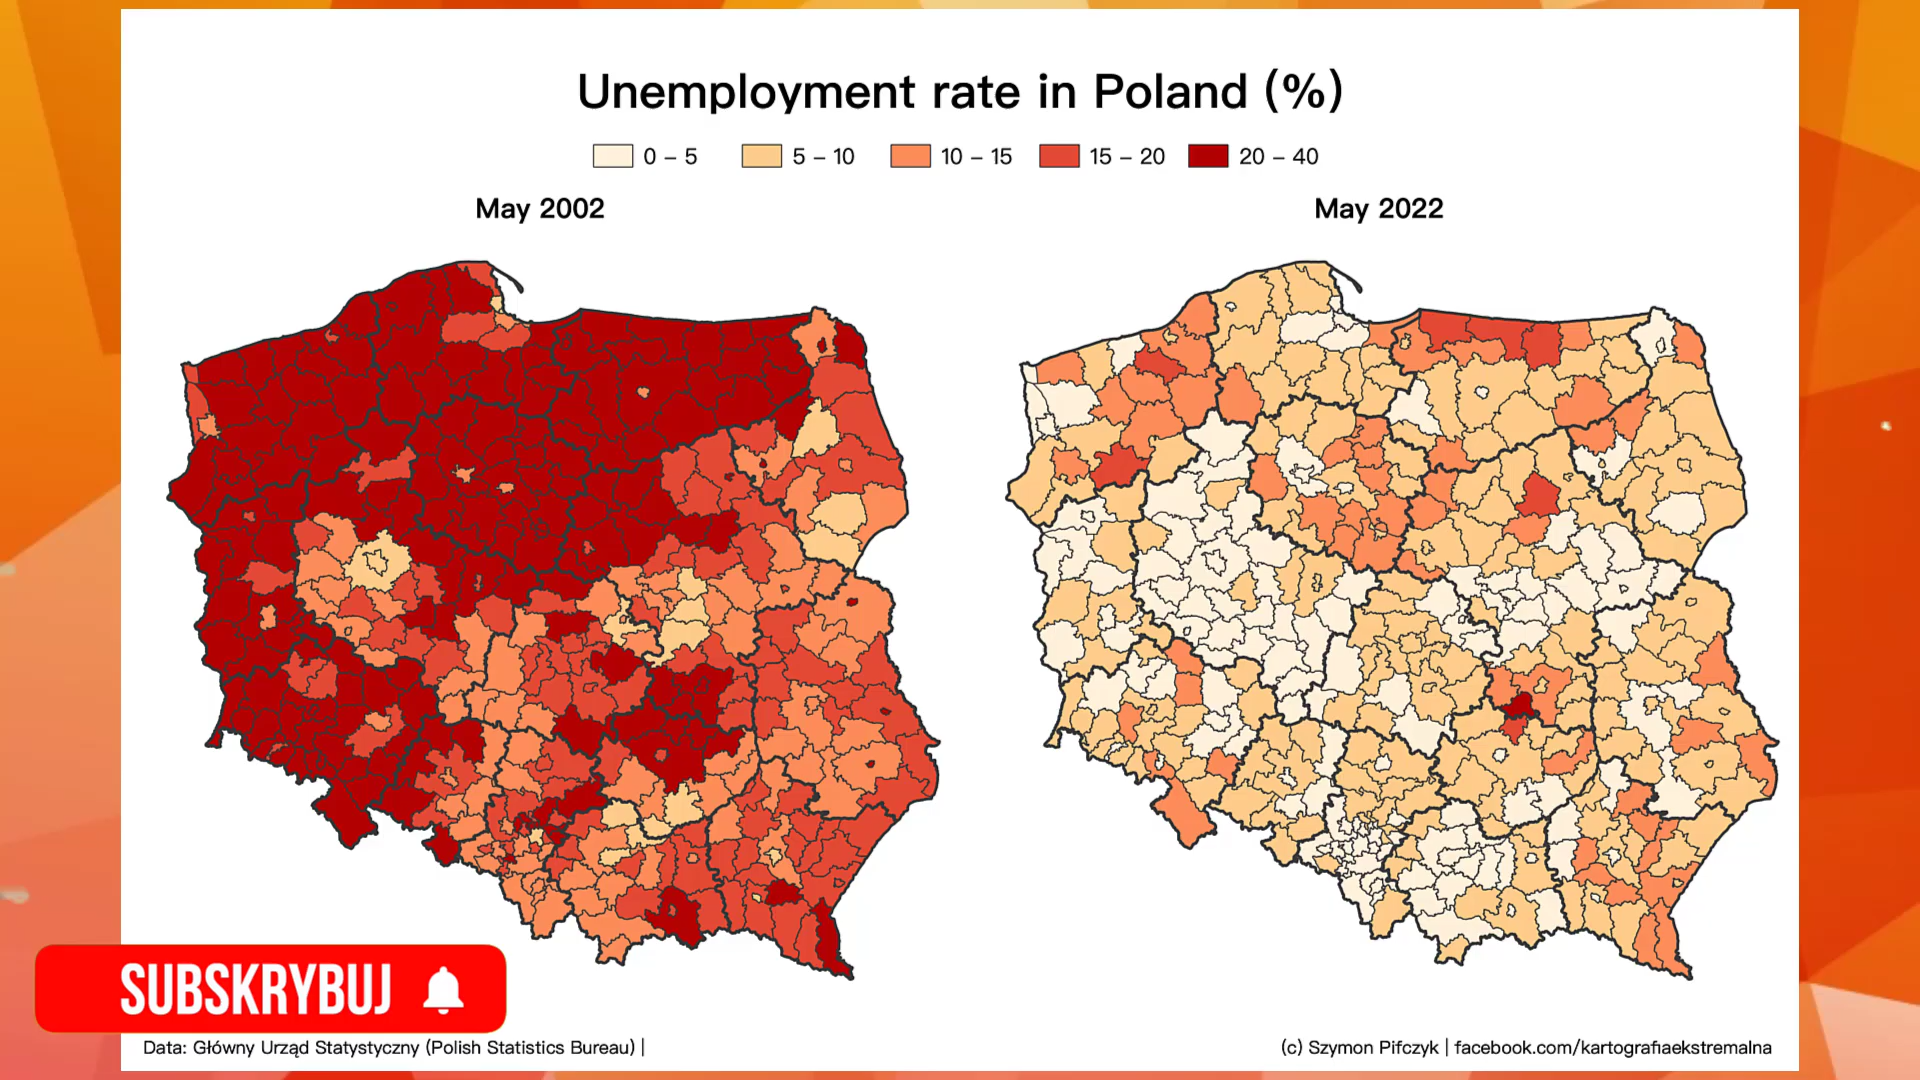 Unemployment rate in Poland (%)
0 – 5 5 – 10 10 – 15 15 – 20 20 – 40
May 2002 May 2022
SUBSKRYBUJ
Data: Główny Urząd Statystyczny (Polish Statistics Bureau) |
(c) Szymon Pifczyk | facebook.com/kartografiaekstremalna